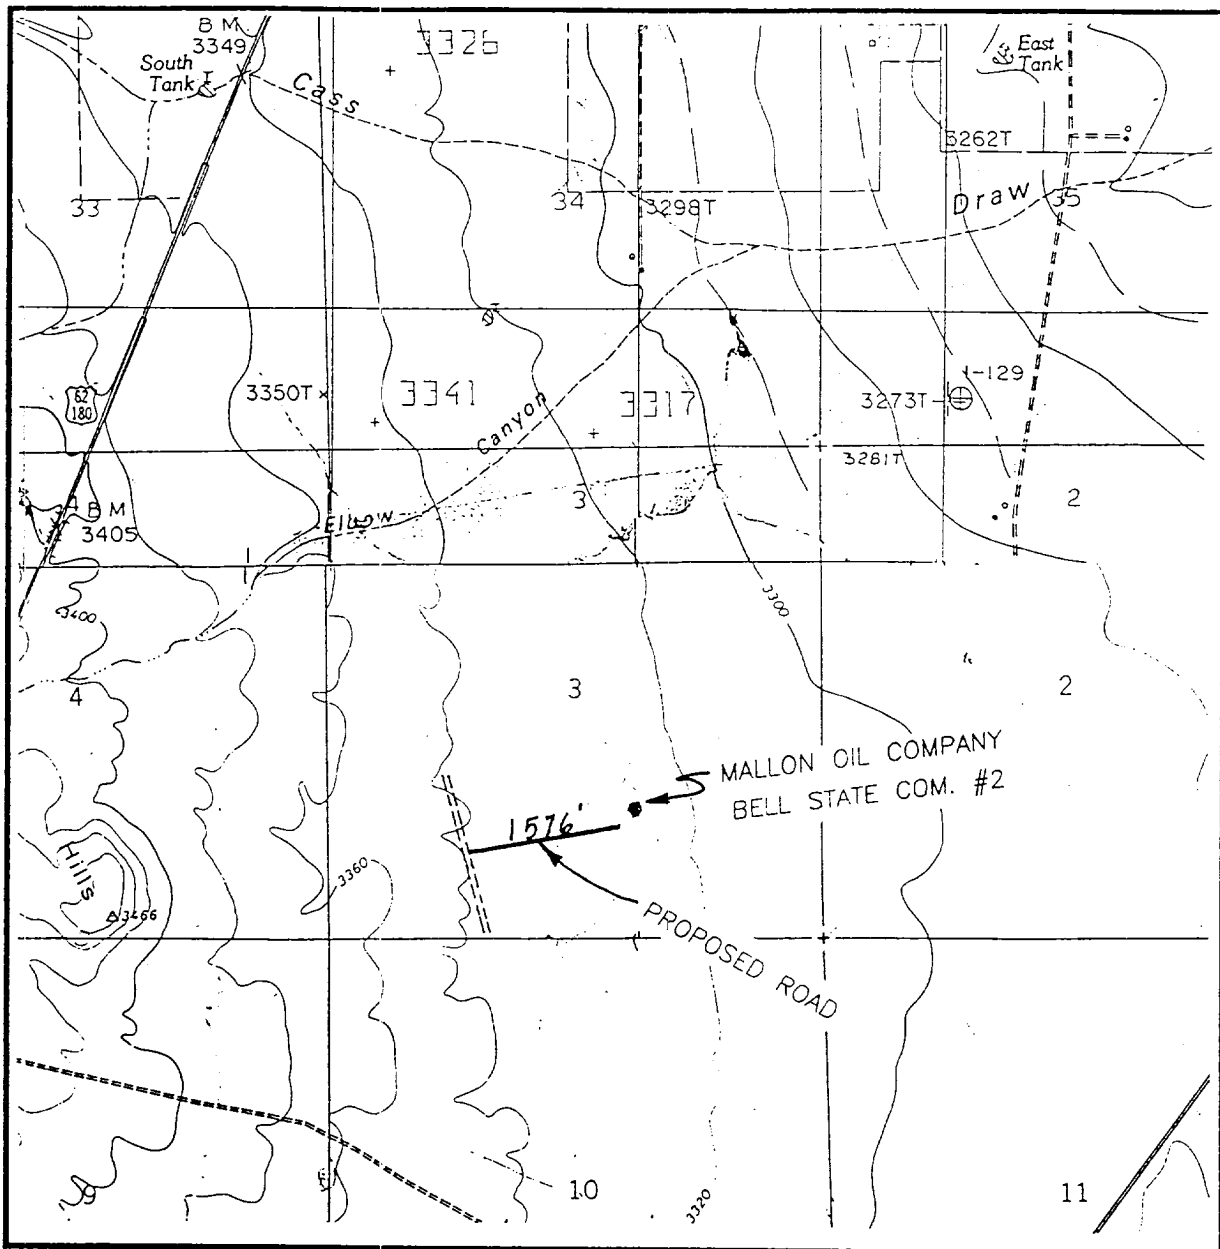 B M
3349
3326
South
Tank
East
Tank
Cass
3262T
33
34
3298T
Draw
35
62
180
3350T
3341
3317
Canyon
3273T
1-129
3281T
B M
3405
Elbow
3
2
3400
3300
4
3
2
MALLON OIL COMPANY
BELL STATE COM. #2
1576'
Hills
3360
3466
PROPOSED ROAD
9
10
3320
11